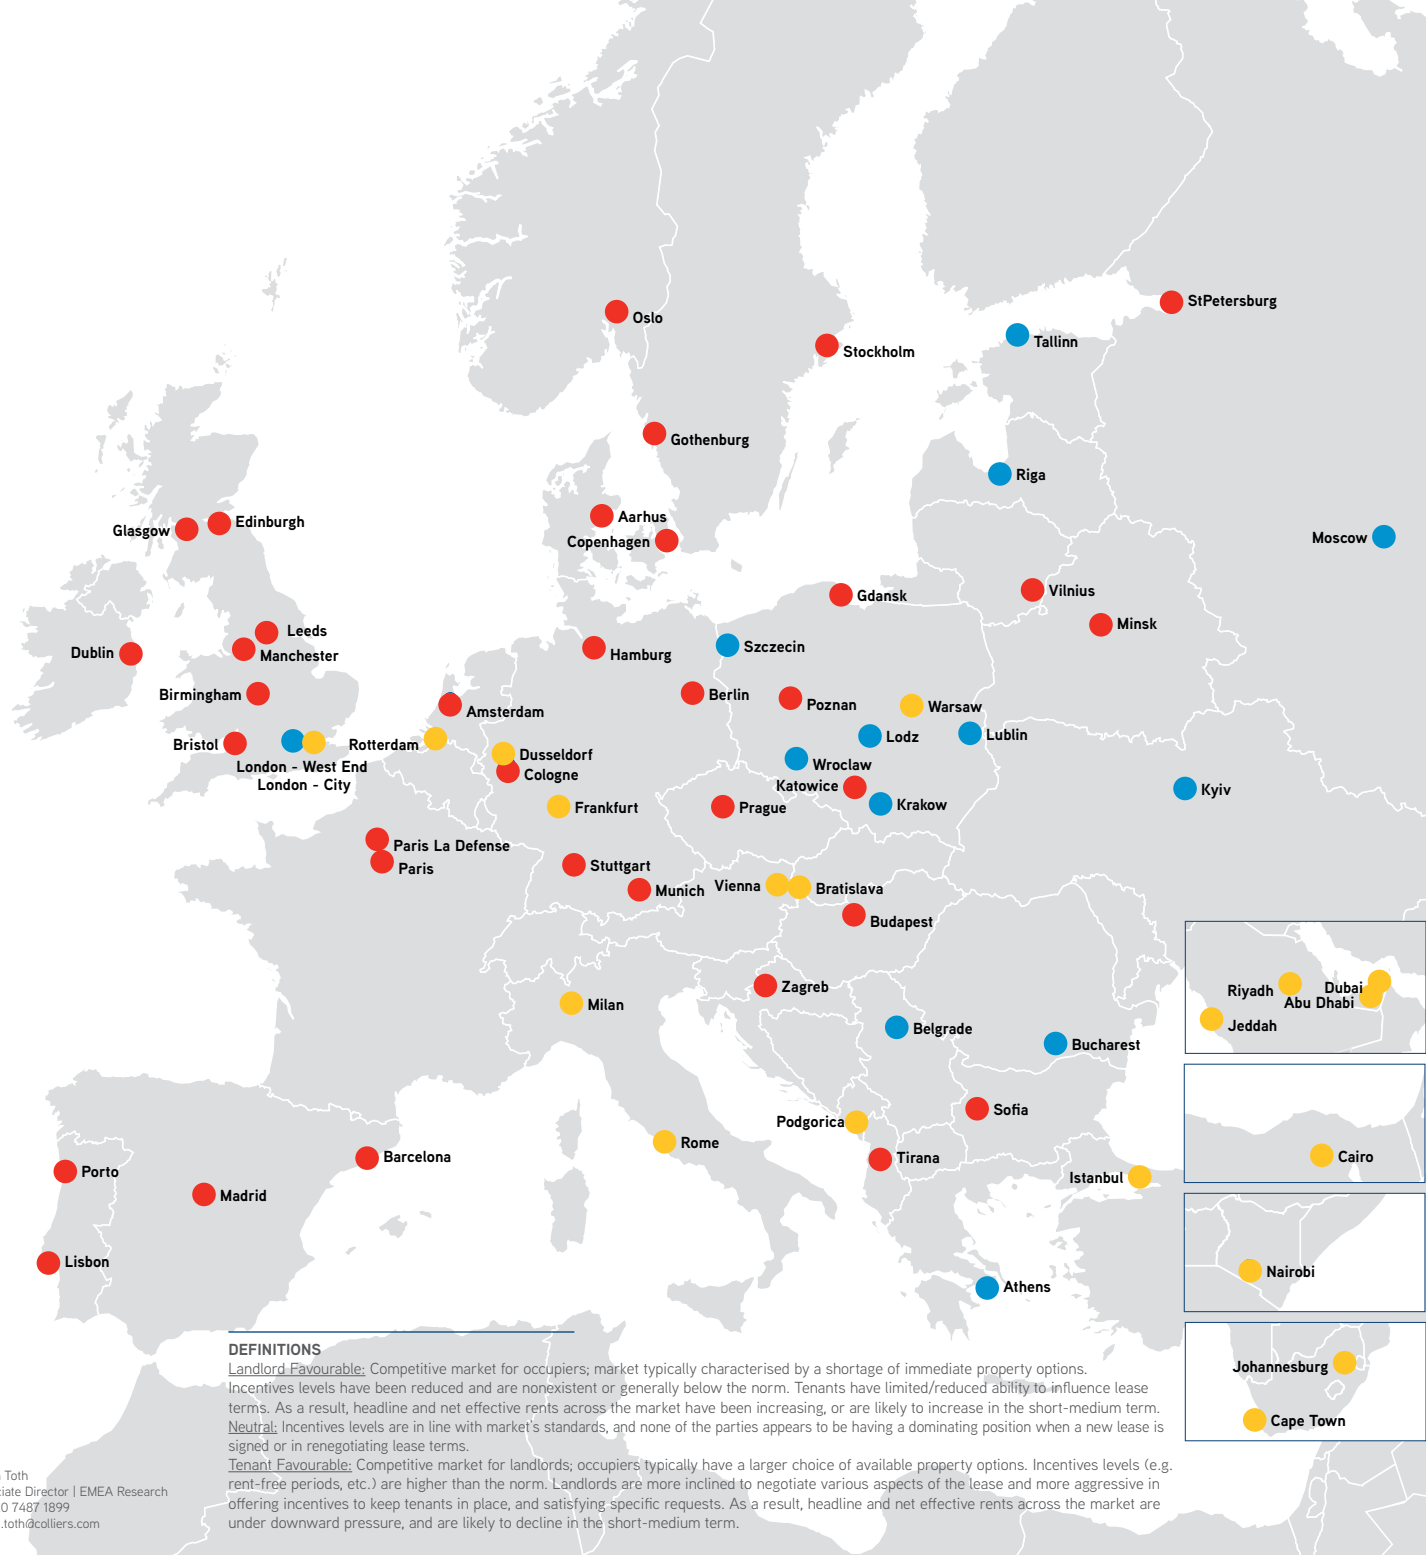 StPetersburg
Oslo
Tallinn
Stockholm
Gothenburg
Riga
Aarhus
Edinburgh
Glasgow
Moscow
Copenhagen
Vilnius
Gdansk
Minsk
Leeds
Szczecin
Dublin
Manchester
Hamburg
Birmingham
Berlin
Poznan
Warsaw
Amsterdam
Lublin
Lodz
Bristol
Rotterdam
Dusseldorf
Wroclaw
London - West End
Cologne
London - City
Katowice
Kyiv
Krakow
Frankfurt
Prague
Paris La Defense
Stuttgart
Paris
Vienna
Bratislava
Munich
Budapest
Zagreb
Dubai
Riyadh
Abu Dhabi
Jeddah
Milan
Belgrade
Bucharest
Sofia
Podgorica
Rome
Barcelona
Tirana
Cairo
Porto
Istanbul
Madrid
Lisbon
Nairobi
Athens
Johannesburg
Cape Town
DEFINITIONS
Landlord Favourable: Competitive market for occupiers; market typically characterised by a shortage of immediate property options.
Incentives levels have been reduced and are nonexistent or generally below the norm. Tenants have limited/reduced ability to influence lease
terms. As a result, headline and net effective rents across the market have been increasing, or are likely to increase in the short-medium term.
Neutral: Incentives levels are in line with market's standards, and none of the parties appears to be having a dominating position when a new lease is
signed or in renegotiating lease terms.
Tenant Favourable: Competitive market for landlords; occupiers typically have a larger choice of available property options. Incentives levels (e.g.
rent-free periods, etc.) are higher than the norm. Landlords are more inclined to negotiate various aspects of the lease and more aggressive in
offering incentives to keep tenants in place, and satisfying specific requests. As a result, headline and net effective rents across the market are
under downward pressure, and are likely to decline in the short-medium term.
Toth
iate Director | EMEA Research
0 7487 1899
.toth@colliers.com